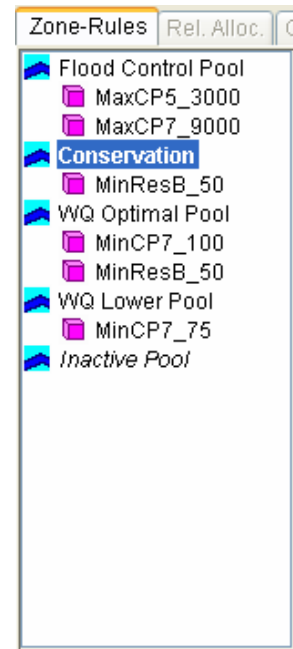 Zone-Rules Rel. Alloc.
Flood Control Pool
MaxCP5_3000
MaxCP7_9000
Conservation
MinResB_50
WQ Optimal Pool
MinCP7_100
MinResB_50
WQ Lower Pool
MinCP7_75
Inactive Pool